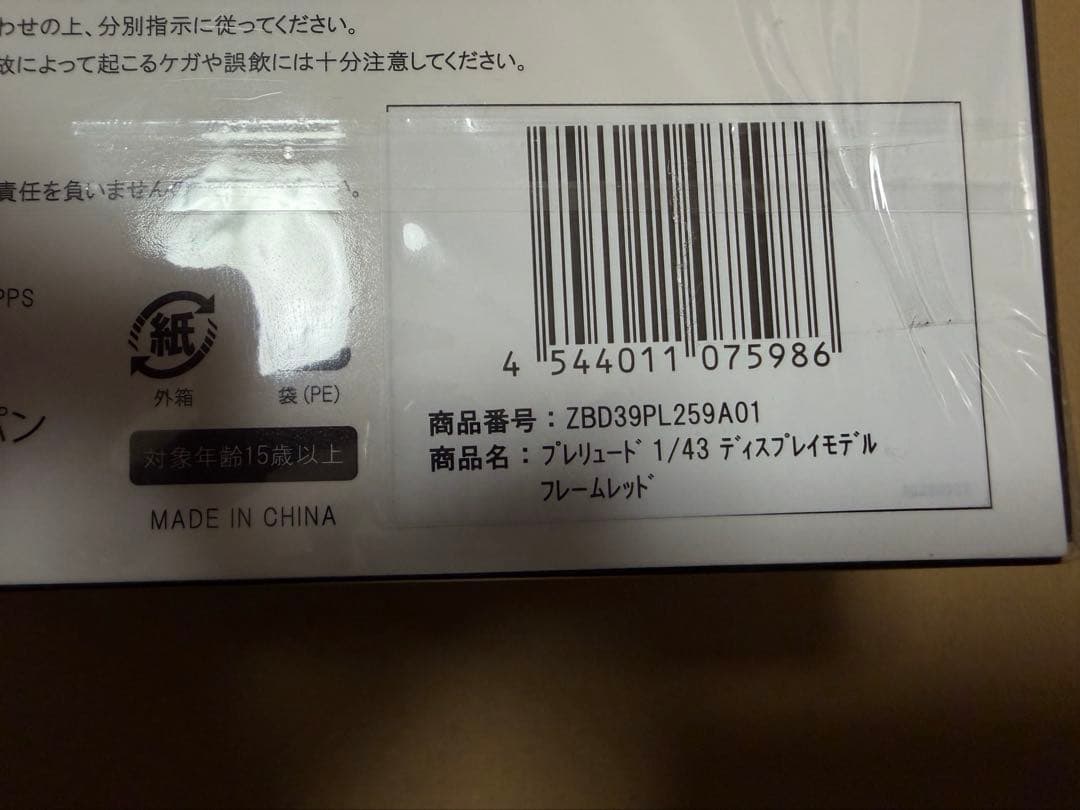 わせの上、分別指示に従ってください。
故によって起こるケガや誤飲には十分注意してください。
責任を負いません
PPS
紙
外箱
袋(PE)
パン
対象年齢15歳以上
MADE IN CHINA
4 544011 075986
商品番号:ZBD39PL259A01
商品名:プレリュード 1/43 ディスプレイモデル
フレームレッド